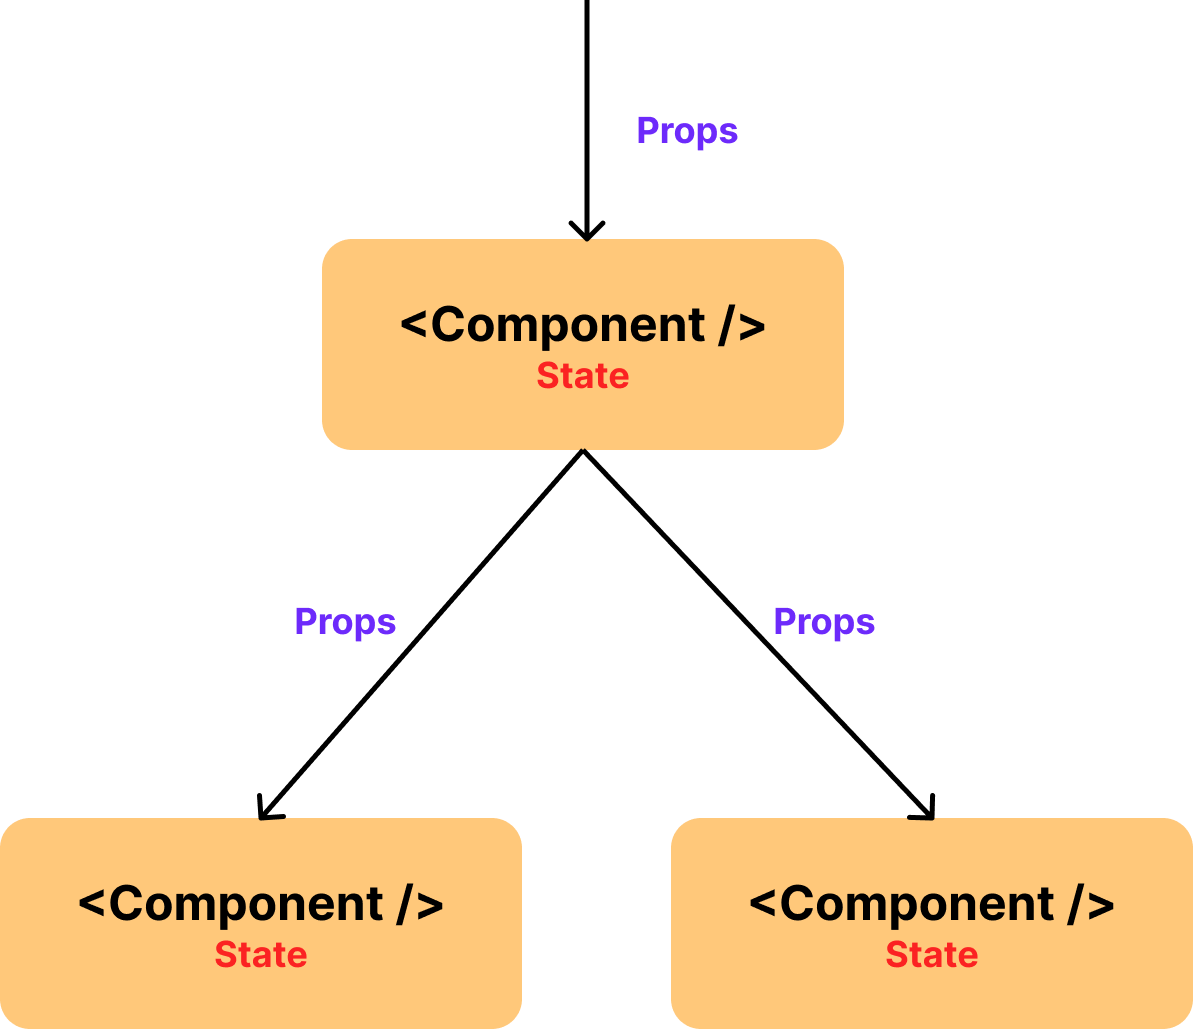 Props
<Component />
State
Props
Props
<Component />
State
<Component />
State